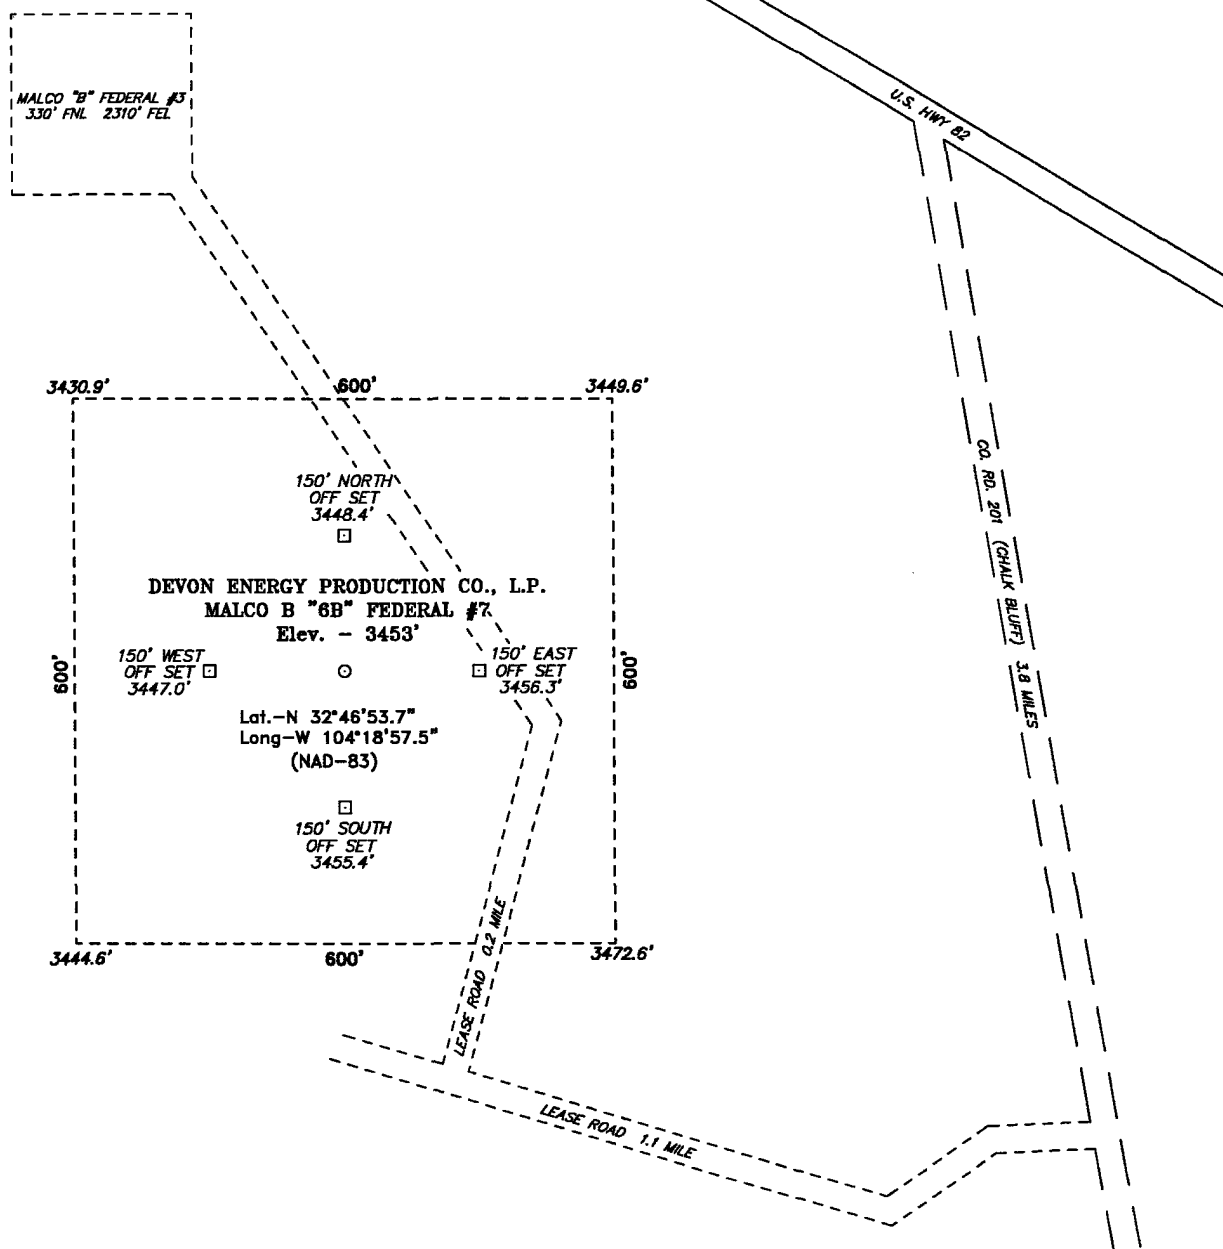 U.S. HWY 82
MALCO "B" FEDERAL #3
330' FNL 2310' FEL
3430.9'
600'
3449.6'
CO. RD. 201 (CHALK BLUFF) 3.8 MILES
150' NORTH
OFF SET
3448.4'
DEVON ENERGY PRODUCTION CO., L.P.
MALCO B "6B" FEDERAL #7
Elev. - 3453'
600'
150' WEST
OFF SET
3447.0'
150' EAST
OFF SET
3456.3'
600'
Lat.-N 32°46'53.7"
Long-W 104°18'57.5"
(NAD-83)
150' SOUTH
OFF SET
3455.4'
LEASE ROAD 0.2 MILE
3444.6'
600'
3472.6'
LEASE ROAD 1.1 MILE